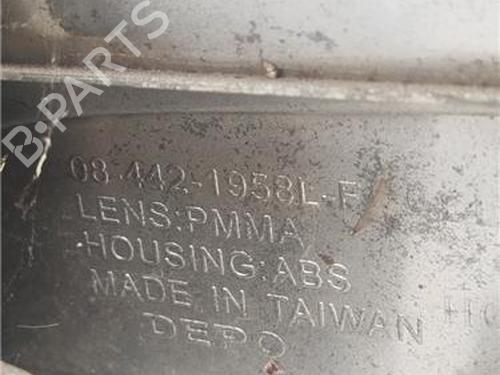 B-PARTS
08-442-1958L-F
LENS:PMMA
HOUSING:ABS
MADE IN TAIWAN
DEPO